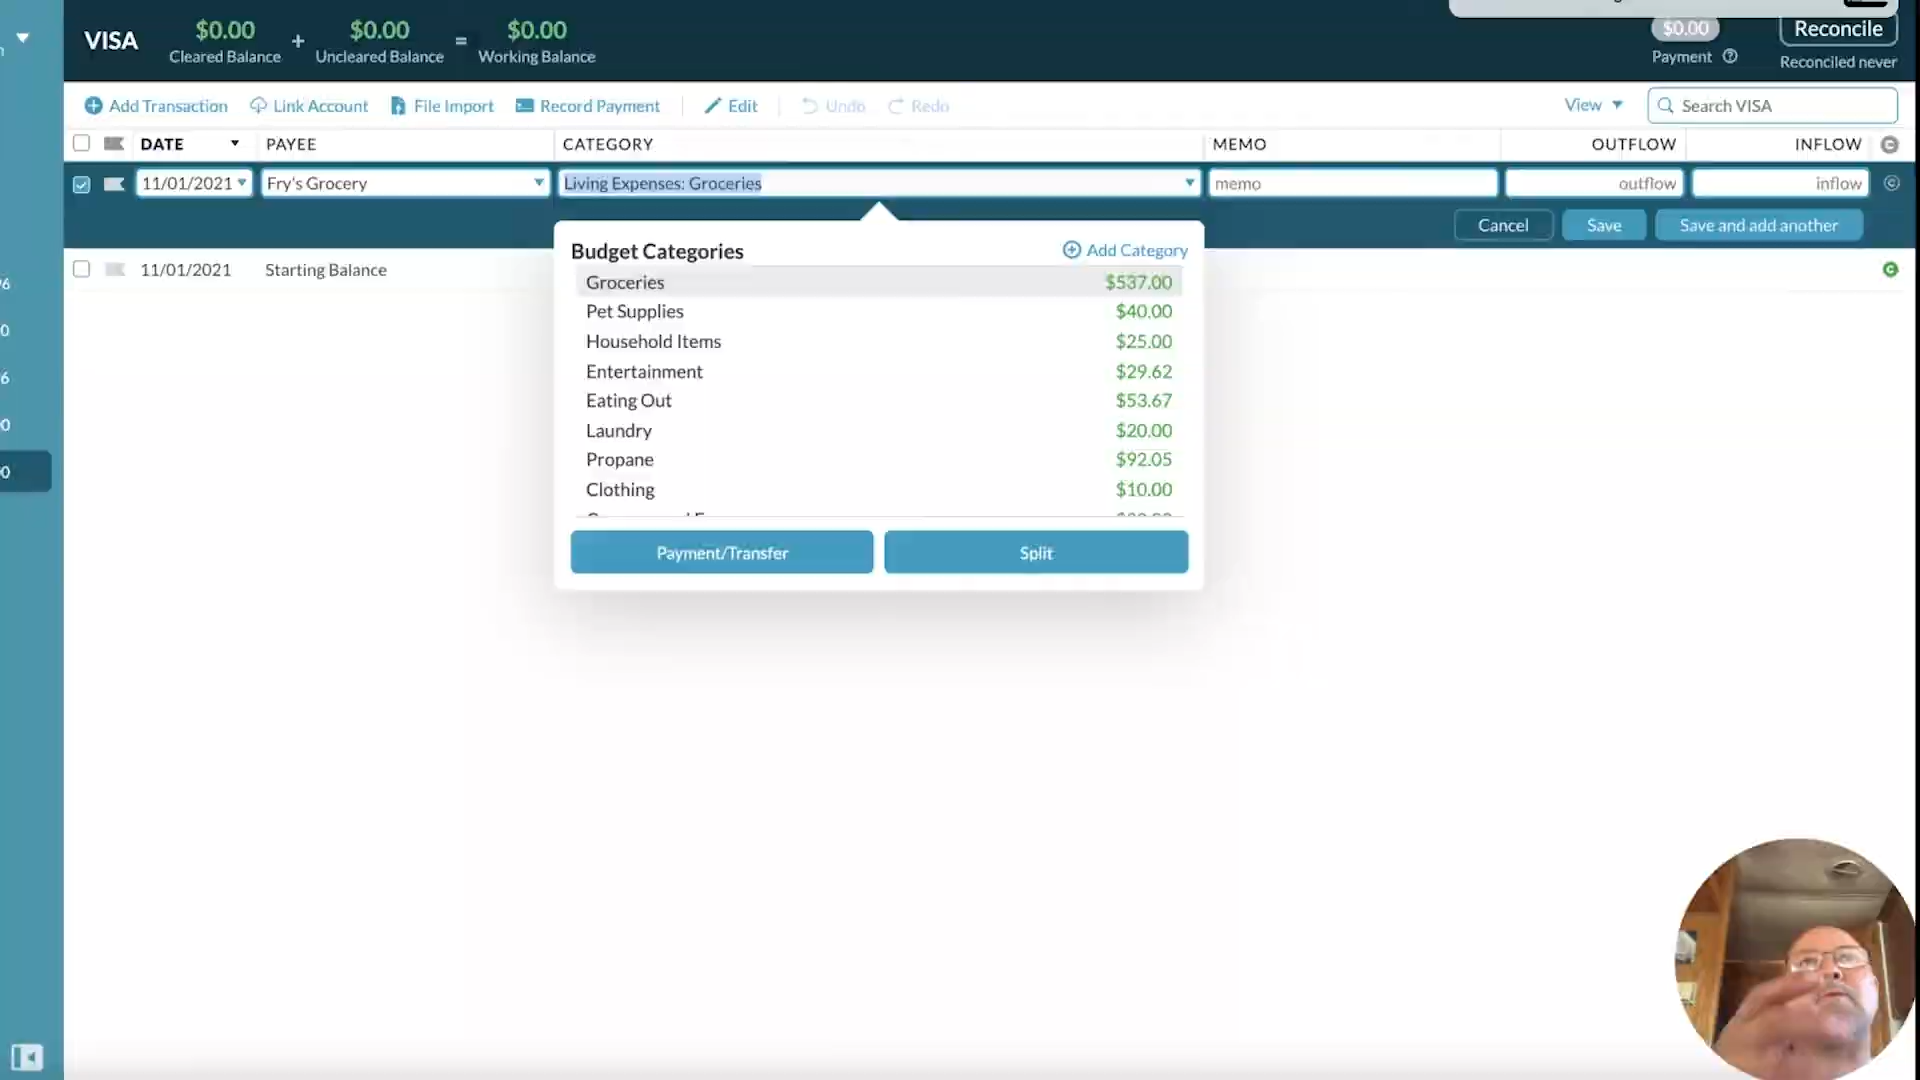 VISA
$0.00 + $0.00 = $0.00
Cleared Balance Uncleared Balance Working Balance
$0.00
Payment ?
Reconcile
Reconciled never
Add Transaction Link Account File Import Record Payment Edit Undo Redo View Search VISA
DATE PAYEE CATEGORY MEMO OUTFLOW INFLOW C
11/01/2021 Fry's Grocery Living Expenses: Groceries memo outflow inflow C
Cancel Save Save and add another
11/01/2021 Starting Balance C
Budget Categories Add Category
Groceries $537.00
Pet Supplies $40.00
Household Items $25.00
Entertainment $29.62
Eating Out $53.67
Laundry $20.00
Propane $92.05
Clothing $10.00
Payment/Transfer Split
6
0
6
0
0